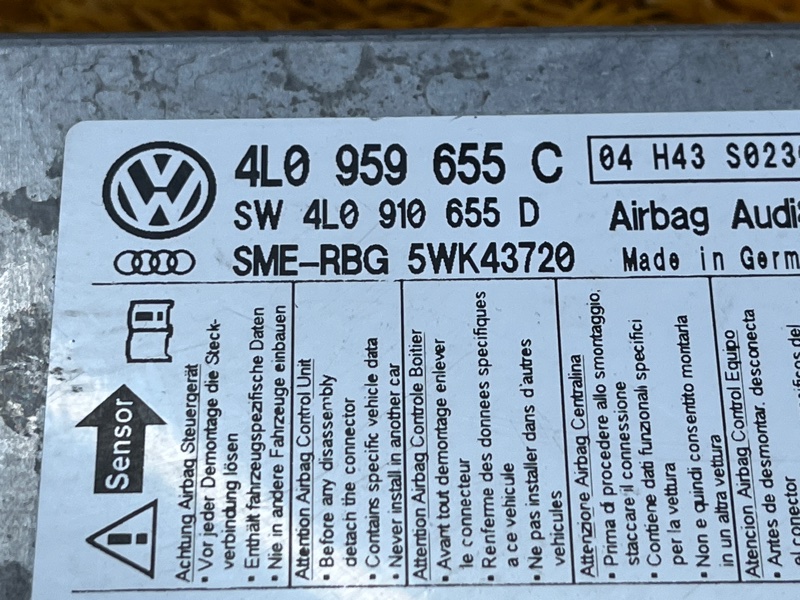 4L0 959 655 C
04 H43
SW 4L0 910 655 D
Airbag
SME-RBG 5WK43720
Made in
Sensor
Achtung Airbag Steuergerät
• Vor jeder Demontage die Steck-
verbindung lösen
• Enthält fahrzeugspezifische Daten
• Nie in andere Fahrzeuge einbauen
Attention Airbag Control Unit
• Before any disassembly
detach the connector
• Contains specific vehicle data
• Never install in another car
Attention Airbag Controle Boitier
• Avant tout demontage enlever
le connecteur
• Renferme des donnees specifiques
a ce vehicule
• Ne pas installer dans d'autres
vehicules
Attenzione Airbag Centralina
• Prima di procedere allo smontaggio,
staccare il connessione
• Contiene dati funzionali specifici
per la vettura
• Non e quindi consentito montarla
in un altra vettura
Atencion Airbag Control Equipo
• Antes de desmontar, desconecta
el conector